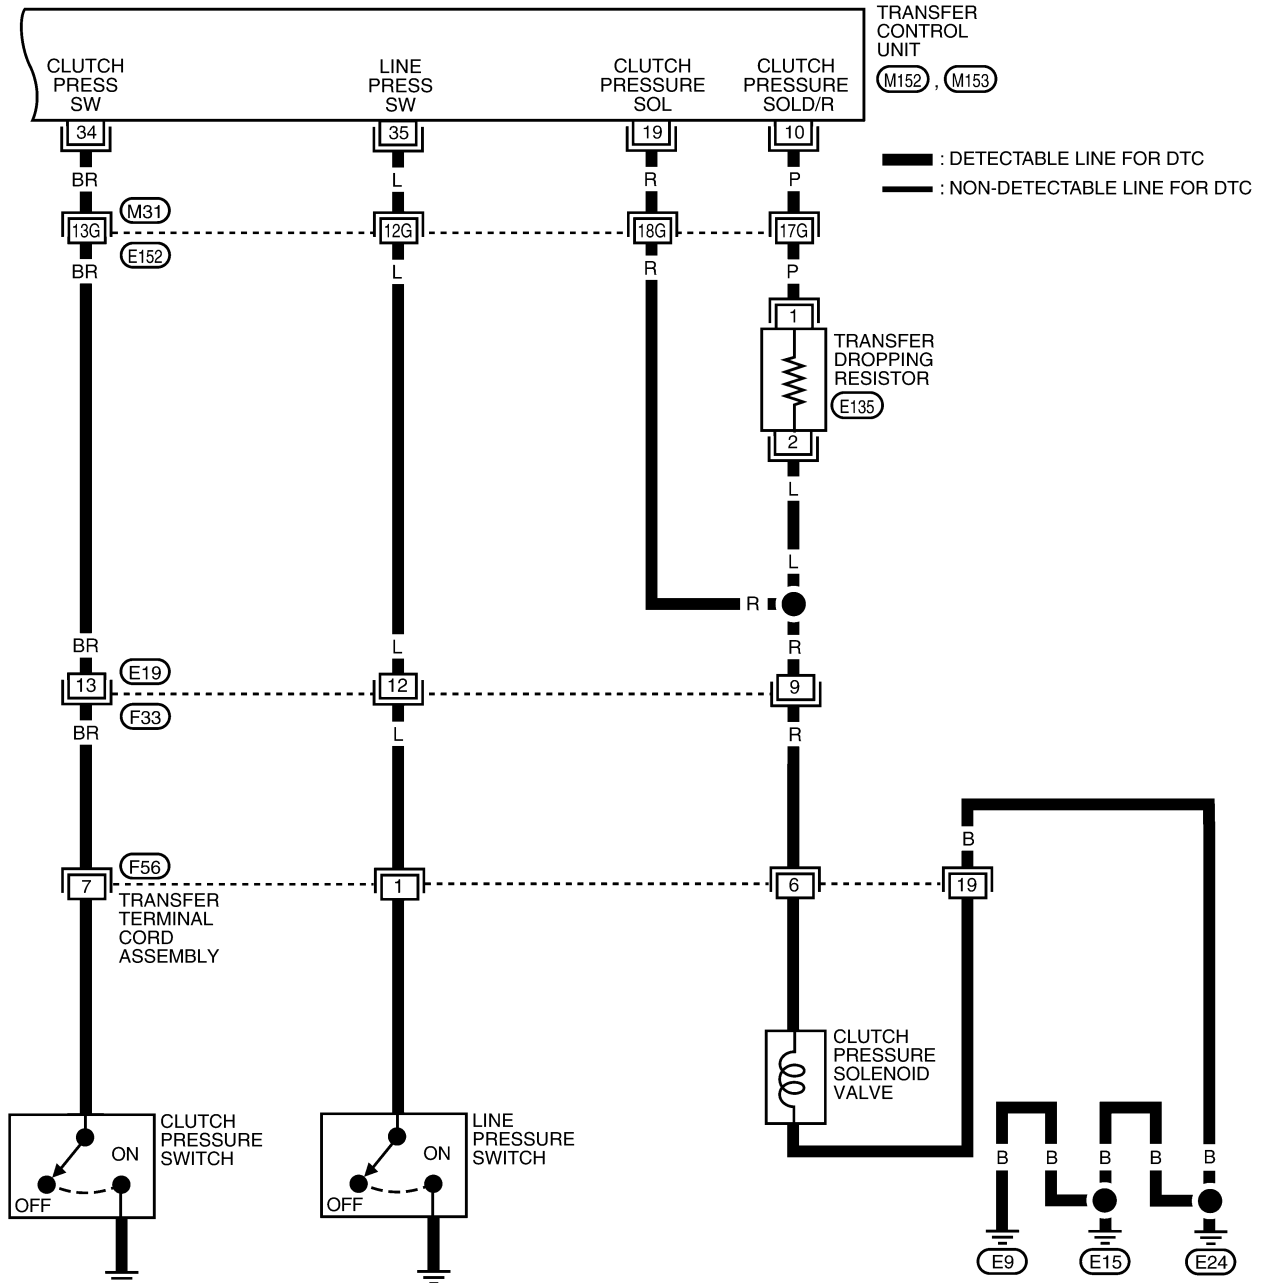 TRANSFER
CONTROL
UNIT
M152 , M153
CLUTCH
PRESS
SW
LINE
PRESS
SW
CLUTCH
PRESSURE
SOL
CLUTCH
PRESSURE
SOLD/R
34 35 19 10
: DETECTABLE LINE FOR DTC
: NON-DETECTABLE LINE FOR DTC
BR L R P
M31
13G 12G 18G 17G
E152
BR L R P
1
TRANSFER
DROPPING
RESISTOR
E135
2
L
L
R
BR L R
E19
13 12 9
F33
BR L R
B
F56
7 1 6 19
TRANSFER
TERMINAL
CORD
ASSEMBLY
CLUTCH
PRESSURE
SOLENOID
VALVE
CLUTCH
PRESSURE
SWITCH
ON
OFF
LINE
PRESSURE
SWITCH
ON
OFF
B B B B B
E9 E15 E24